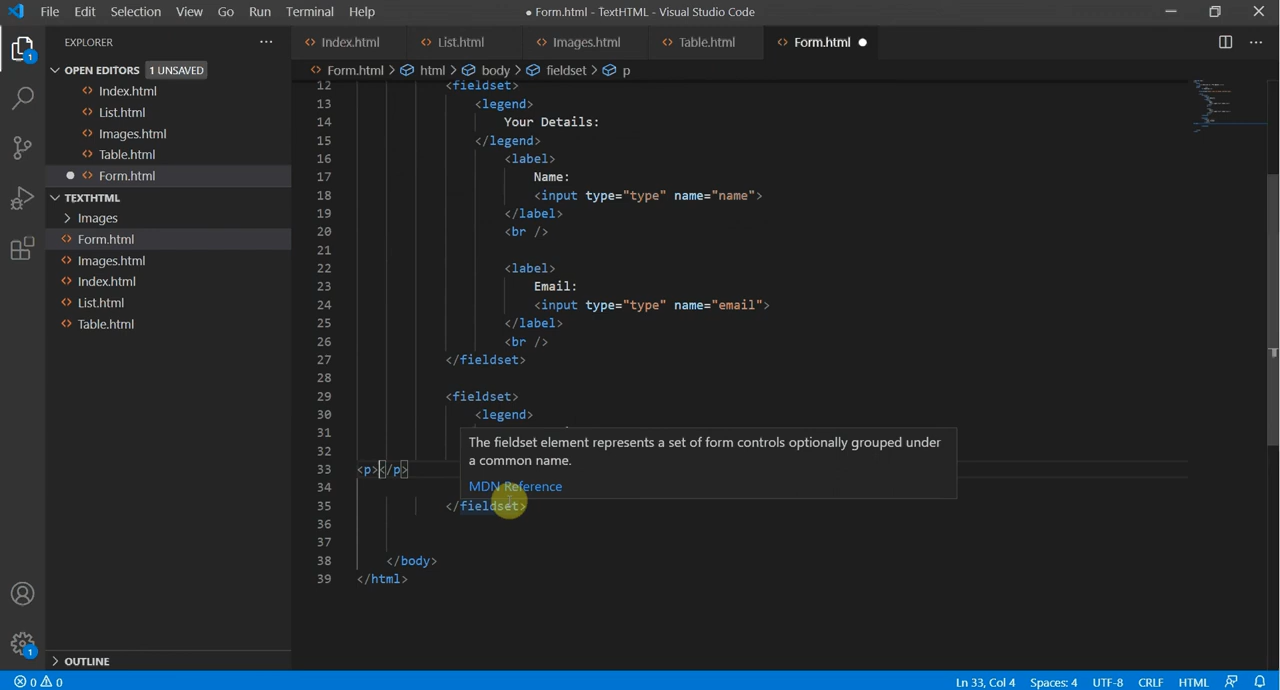 File Edit Selection View Go Run Terminal Help
● Form.html - TextHTML - Visual Studio Code
EXPLORER ···
Index.html List.html Images.html Table.html Form.html ●
OPEN EDITORS 1 UNSAVED
Form.html > html > body > fieldset > p
Index.html
List.html
Images.html
Table.html
Form.html
TEXTHTML
Images
Form.html
Images.html
Index.html
List.html
Table.html
OUTLINE
1
1
12 <fieldset>
13 <legend>
14 Your Details:
15 </legend>
16 <label>
17 Name:
18 <input type="type" name="name">
19 </label>
20 <br />
21
22 <label>
23 Email:
24 <input type="type" name="email">
25 </label>
26 <br />
27 </fieldset>
28
29 <fieldset>
30 <legend>
31
32
33 <p></p>
34
35 </fieldset>
36
37
38 </body>
39 </html>
The fieldset element represents a set of form controls optionally grouped under
a common name.
MDN Reference
0 0 Ln 33, Col 4 Spaces: 4 UTF-8 CRLF HTML